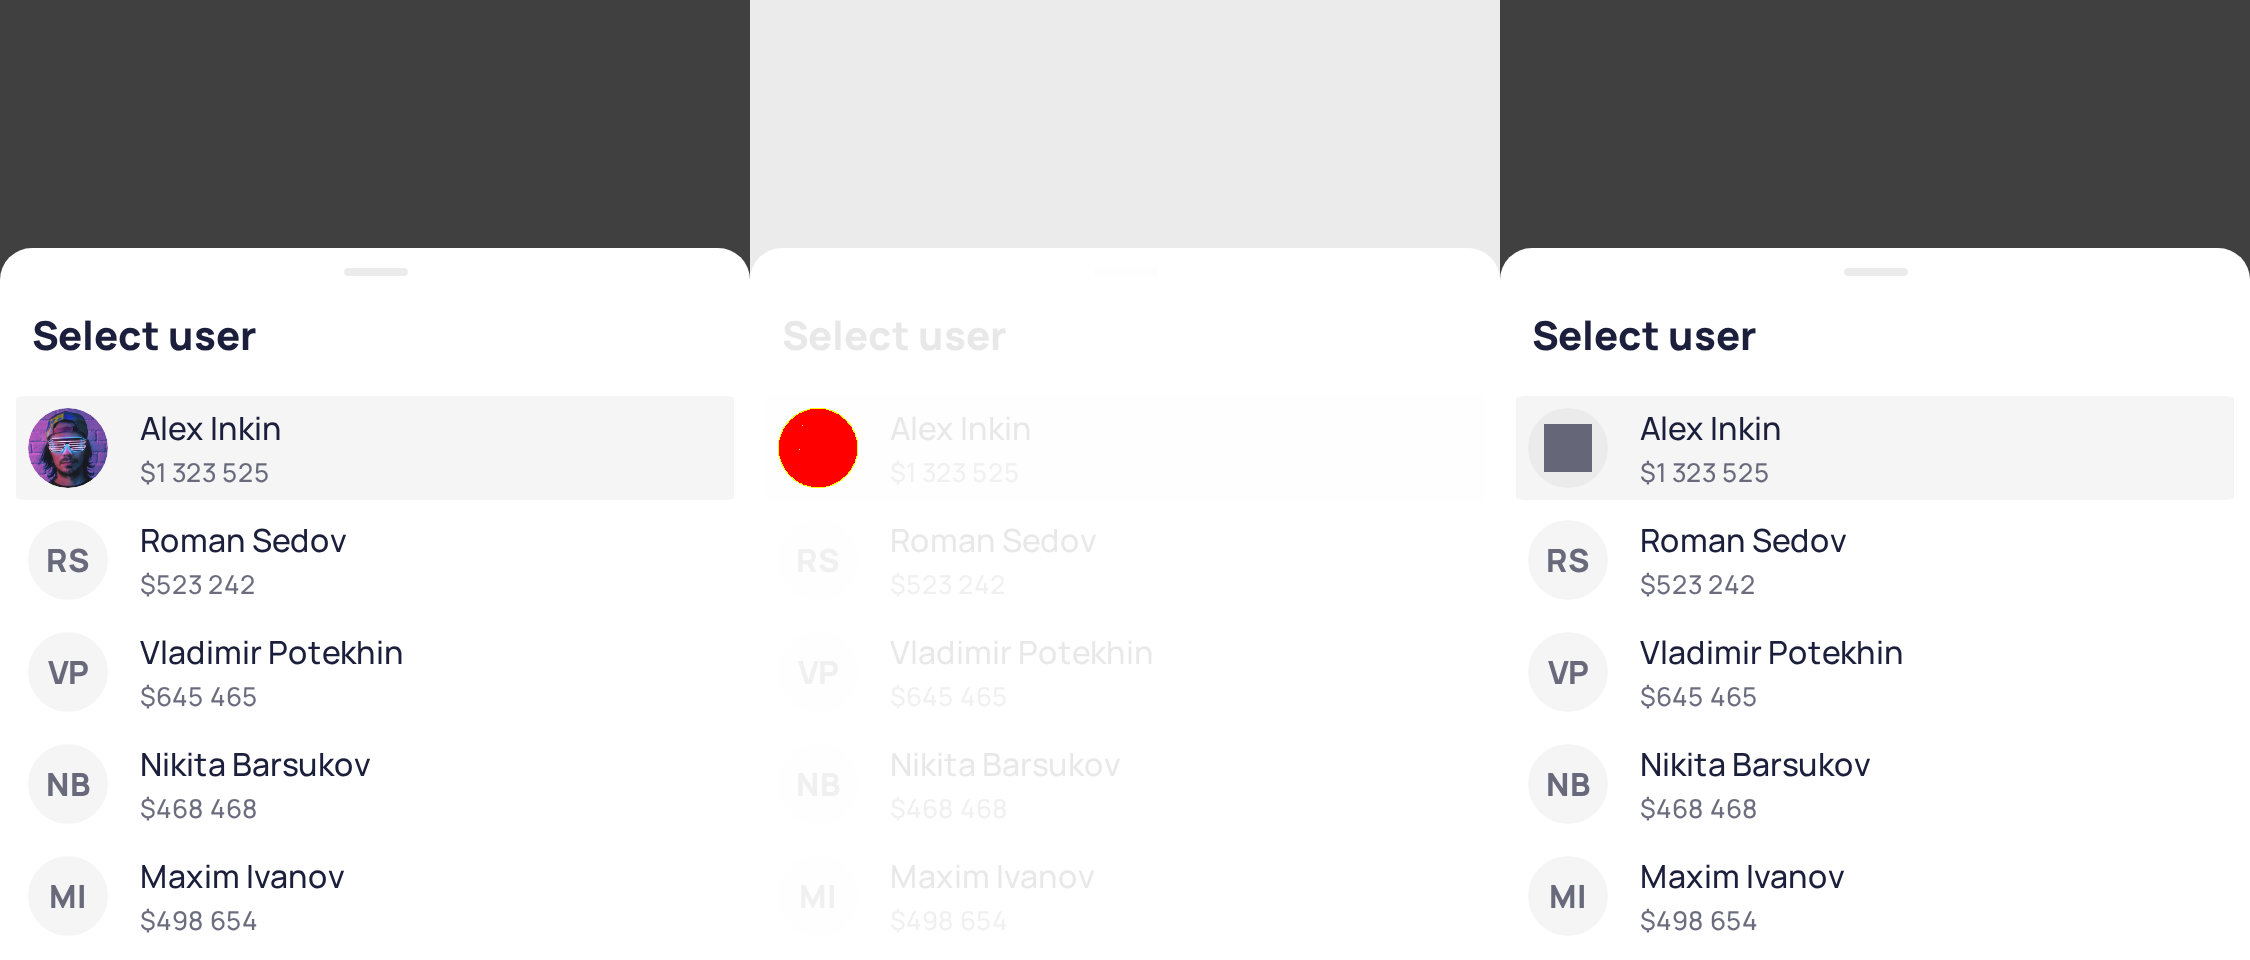 Select user
Alex Inkin
$1 323 525
RS
Roman Sedov
$523 242
VP
Vladimir Potekhin
$645 465
NB
Nikita Barsukov
$468 468
MI
Maxim Ivanov
$498 654
Select user
Alex Inkin
$1 323 525
RS
Roman Sedov
$523 242
VP
Vladimir Potekhin
$645 465
NB
Nikita Barsukov
$468 468
MI
Maxim Ivanov
$498 654
Select user
Alex Inkin
$1 323 525
RS
Roman Sedov
$523 242
VP
Vladimir Potekhin
$645 465
NB
Nikita Barsukov
$468 468
MI
Maxim Ivanov
$498 654